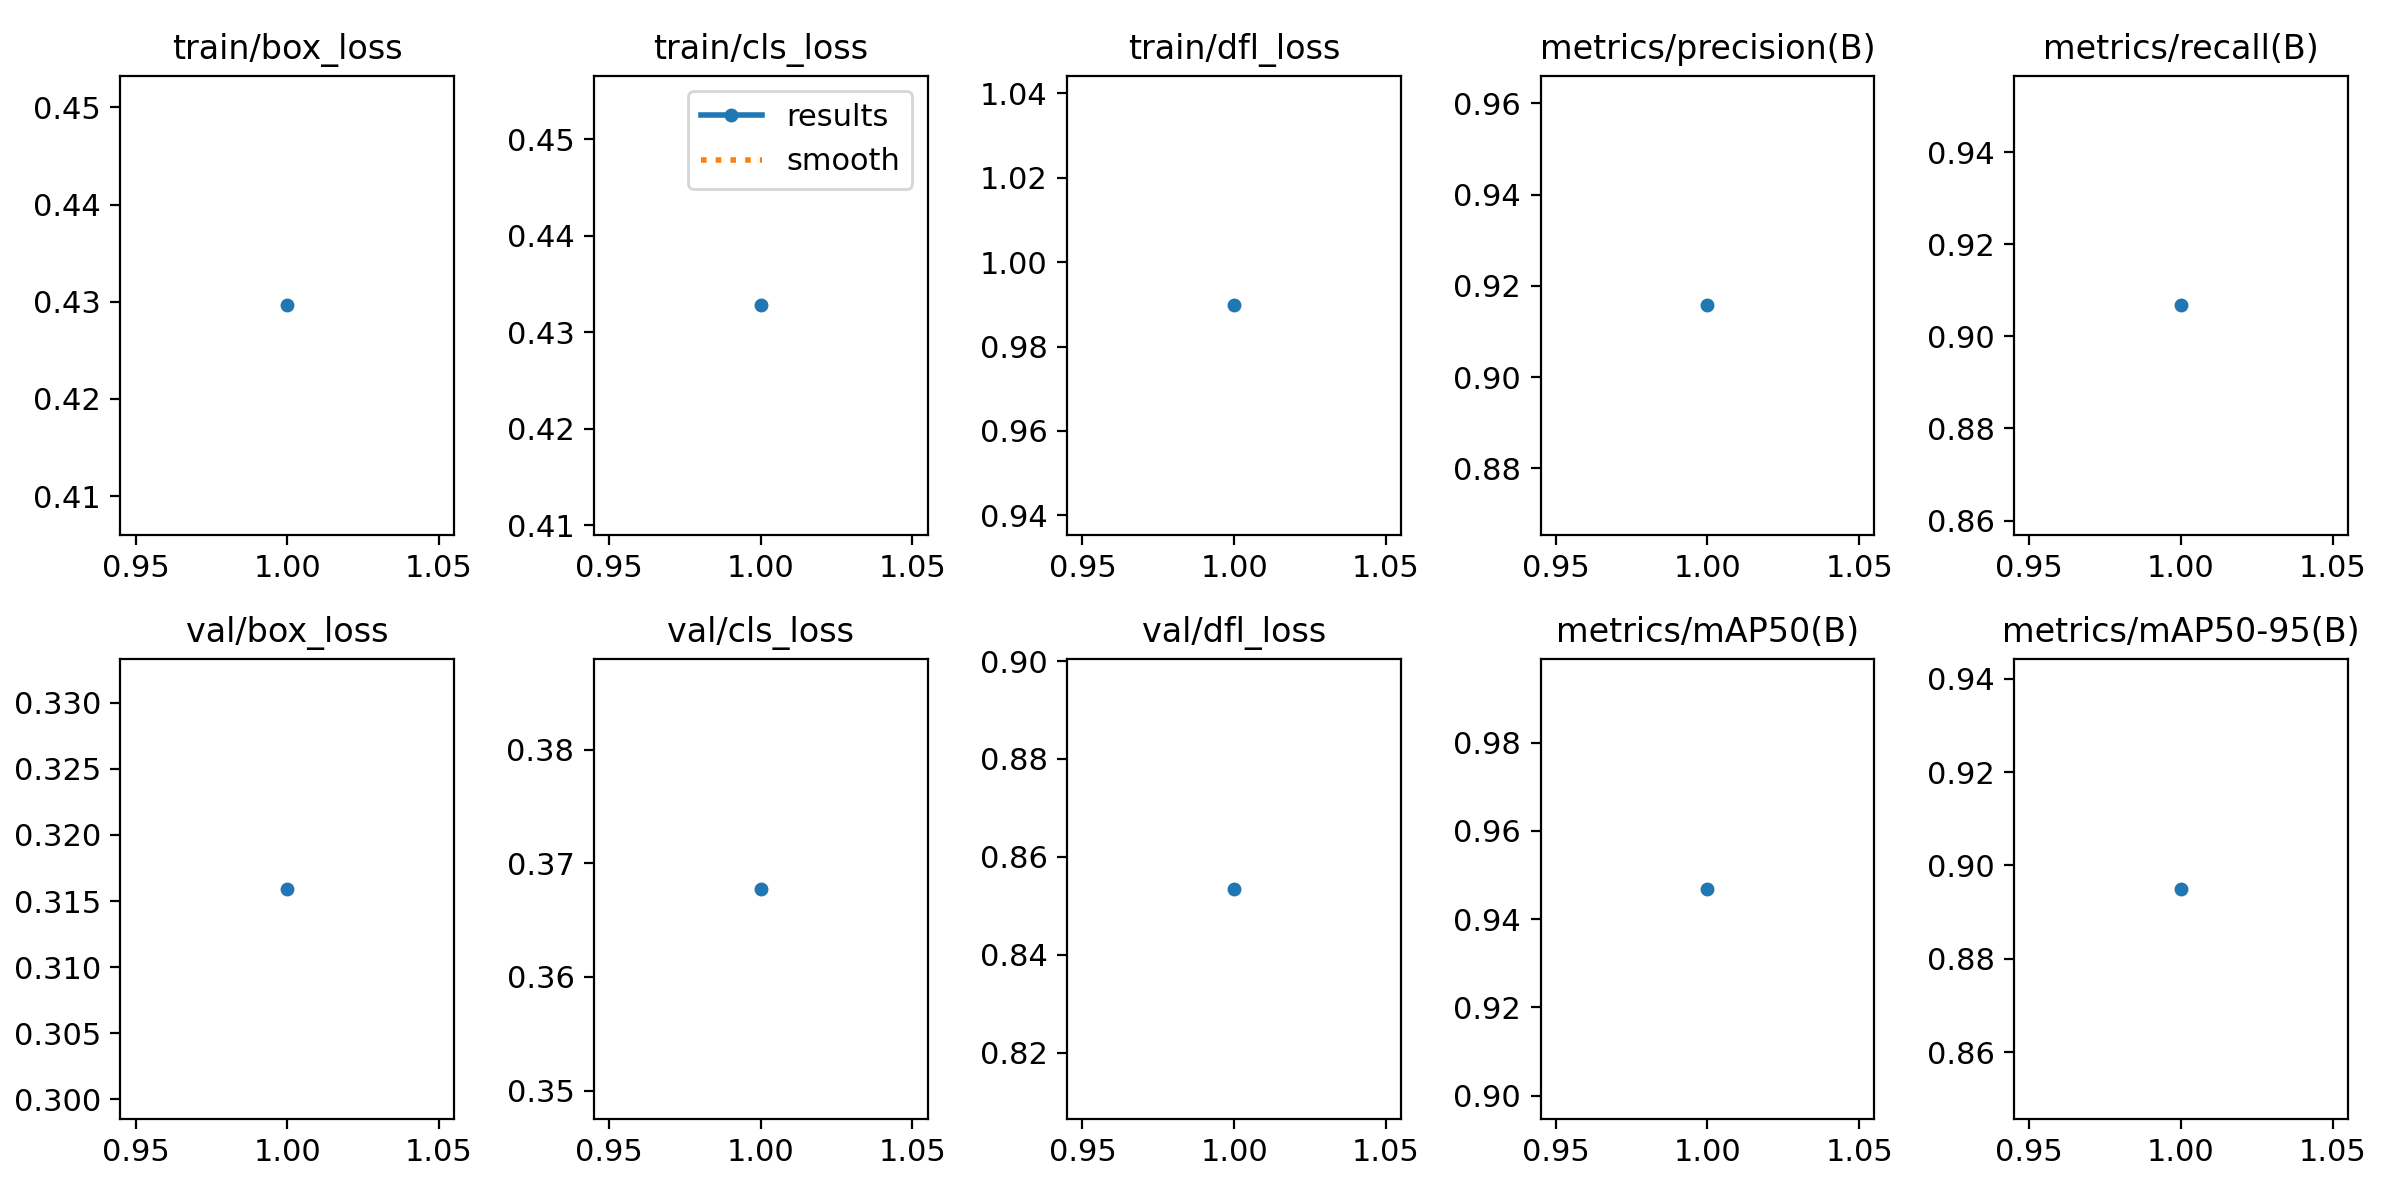 train/box_loss
0.45
0.44
0.43
0.42
0.41
0.95 1.00 1.05
train/cls_loss
results
smooth
0.45
0.44
0.43
0.42
0.41
0.95 1.00 1.05
train/dfl_loss
1.04
1.02
1.00
0.98
0.96
0.94
0.95 1.00 1.05
metrics/precision(B)
0.96
0.94
0.92
0.90
0.88
0.95 1.00 1.05
metrics/recall(B)
0.94
0.92
0.90
0.88
0.86
0.95 1.00 1.05
val/box_loss
0.330
0.325
0.320
0.315
0.310
0.305
0.300
0.95 1.00 1.05
val/cls_loss
0.38
0.37
0.36
0.35
0.95 1.00 1.05
val/dfl_loss
0.90
0.88
0.86
0.84
0.82
0.95 1.00 1.05
metrics/mAP50(B)
0.98
0.96
0.94
0.92
0.90
0.95 1.00 1.05
metrics/mAP50-95(B)
0.94
0.92
0.90
0.88
0.86
0.95 1.00 1.05